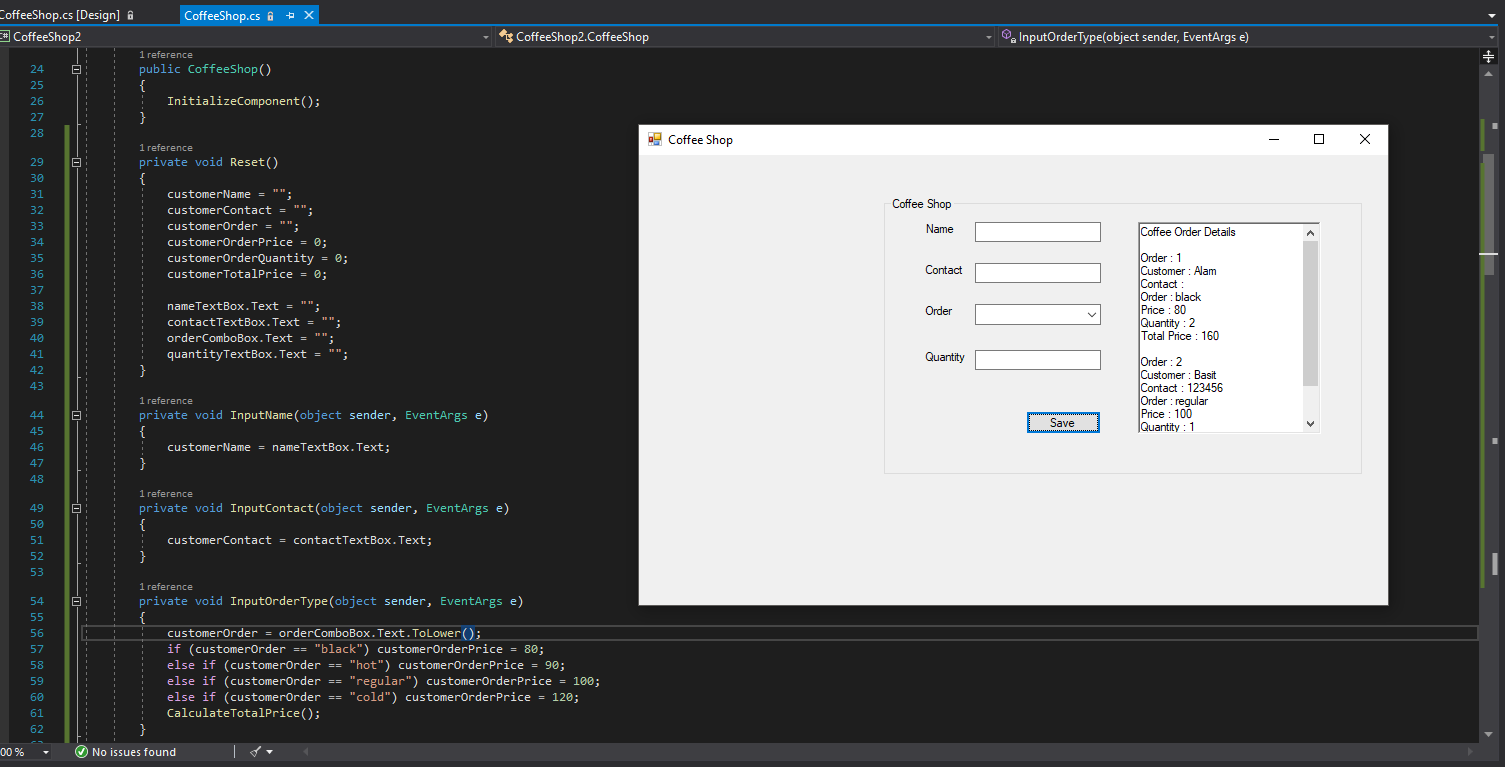 CoffeeShop.cs [Design]
CoffeeShop.cs
C# CoffeeShop2
CoffeeShop2.CoffeeShop
InputOrderType(object sender, EventArgs e)
1 reference
24 public CoffeeShop()
25 {
26 InitializeComponent();
27 }
28
1 reference
29 private void Reset()
30 {
31 customerName = "";
32 customerContact = "";
33 customerOrder = "";
34 customerOrderPrice = 0;
35 customerOrderQuantity = 0;
36 customerTotalPrice = 0;
37
38 nameTextBox.Text = "";
39 contactTextBox.Text = "";
40 orderComboBox.Text = "";
41 quantityTextBox.Text = "";
42 }
43
1 reference
44 private void InputName(object sender, EventArgs e)
45 {
46 customerName = nameTextBox.Text;
47 }
48
1 reference
49 private void InputContact(object sender, EventArgs e)
50 {
51 customerContact = contactTextBox.Text;
52 }
53
1 reference
54 private void InputOrderType(object sender, EventArgs e)
55 {
56 customerOrder = orderComboBox.Text.ToLower();
57 if (customerOrder == "black") customerOrderPrice = 80;
58 else if (customerOrder == "hot") customerOrderPrice = 90;
59 else if (customerOrder == "regular") customerOrderPrice = 100;
60 else if (customerOrder == "cold") customerOrderPrice = 120;
61 CalculateTotalPrice();
62 }
00 %
No issues found
Coffee Shop
Coffee Shop
Name
Contact
Order
Quantity
Save
Coffee Order Details
Order : 1
Customer : Alam
Contact :
Order : black
Price : 80
Quantity : 2
Total Price : 160
Order : 2
Customer : Basit
Contact : 123456
Order : regular
Price : 100
Quantity : 1